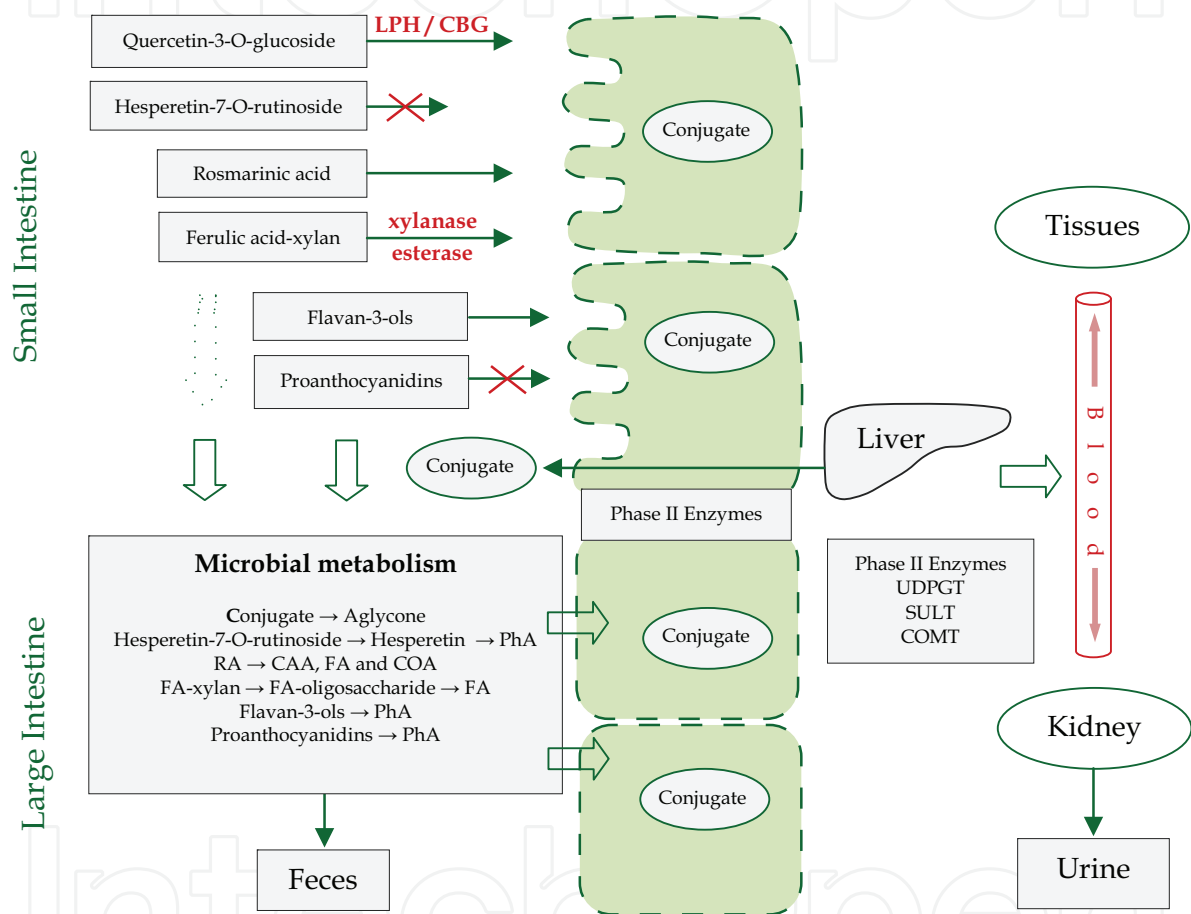 Small Intestine
Quercetin-3-O-glucoside
LPH / CBG
Hesperetin-7-O-rutinoside
Rosmarinic acid
Ferulic acid-xylan
xylanase
esterase
Flavan-3-ols
Proanthocyanidins
Conjugate
Conjugate
Conjugate
Liver
Tissues
Blood
Phase II Enzymes
Phase II Enzymes
UDPGT
SULT
COMT
Large Intestine
Microbial metabolism
Conjugate → Aglycone
Hesperetin-7-O-rutinoside → Hesperetin → PhA
RA → CAA, FA and COA
FA-xylan → FA-oligosaccharide → FA
Flavan-3-ols → PhA
Proanthocyanidins → PhA
Conjugate
Conjugate
Kidney
Feces
Urine